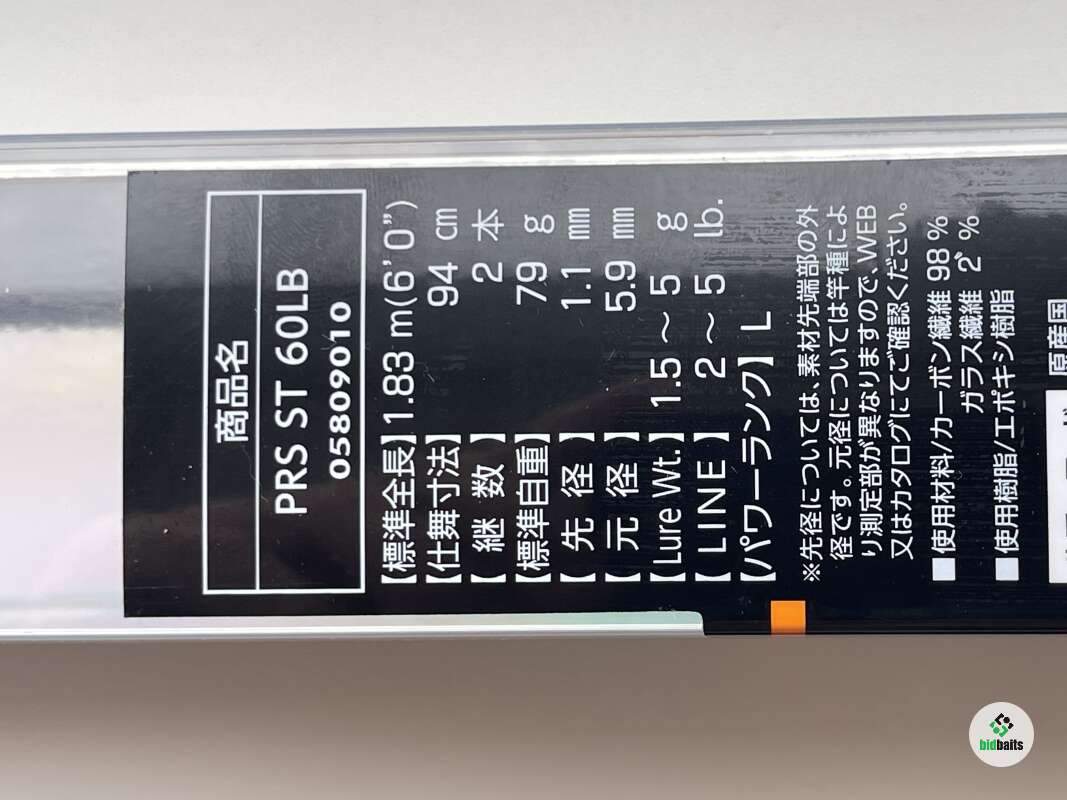 商品名
PRS ST 60LB
05809010
【標準全長】1.83 m(6'0")
【仕舞寸法】 94 cm
【 継 数 】 2 本
【標準自重】 79 g
【 先 径 】 1.1 mm
【 元 径 】 5.9 mm
【Lure Wt.】 1.5 ~ 5 g
【 LINE 】 2 ~ 5 lb.
【パワーランク】 L
※先径については、素材先端部の外
径です。元径については竿種によ
り測定部が異なりますので、WEB
又はカタログにてご確認ください。
■使用材料/カーボン繊維 98 %
ガラス繊維 2 %
■使用樹脂/エポキシ樹脂
原産国
bidbaits